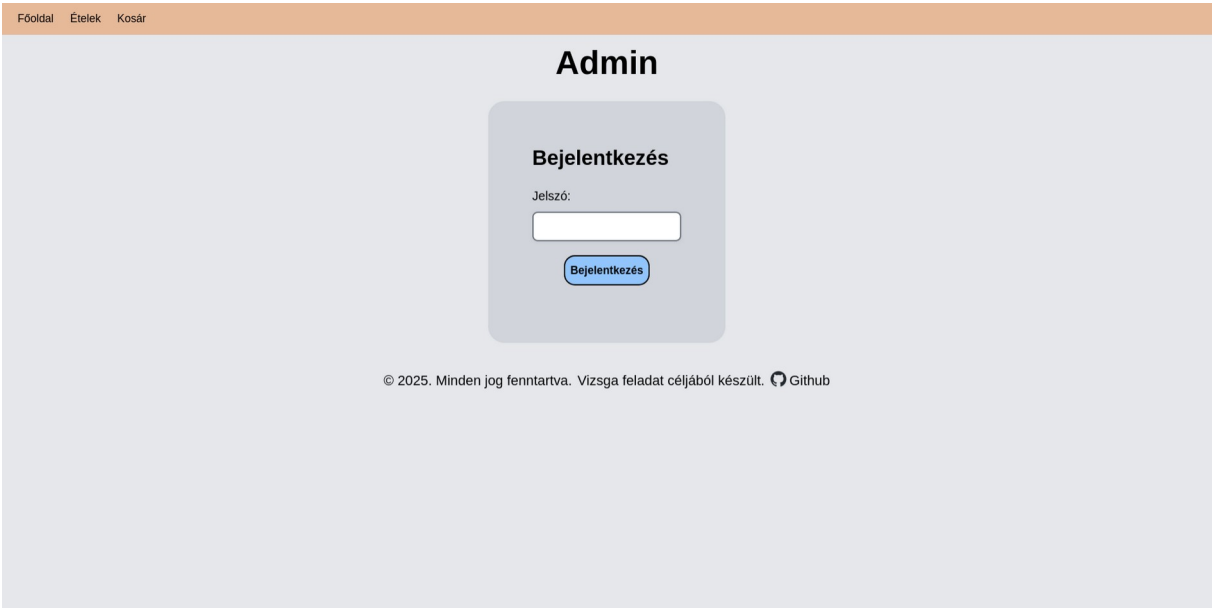 Főoldal Ételek Kosár
Admin
Bejelentkezés
Jelszó:
Bejelentkezés
© 2025. Minden jog fenntartva. Vizsga feladat céljából készült. Github